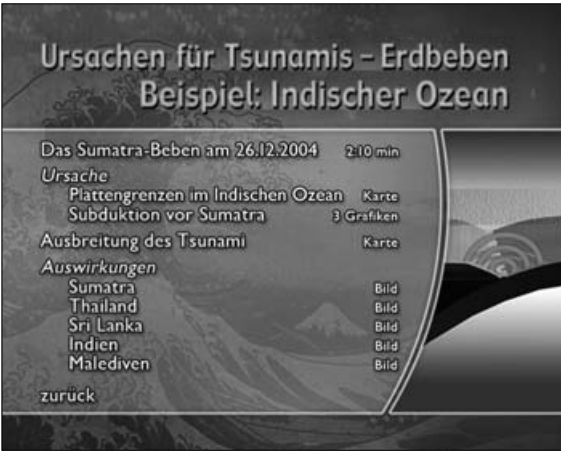 Ursachen für Tsunamis – Erdbeben
Beispiel: Indischer Ozean
Das Sumatra-Beben am 26.12.2004 2:10 min
Ursache
Plattengrenzen im Indischen Ozean Karte
Subduktion vor Sumatra 3 Grafiken
Ausbreitung des Tsunami Karte
Auswirkungen
Sumatra Bild
Thailand Bild
Sri Lanka Bild
Indien Bild
Malediven Bild
zurück